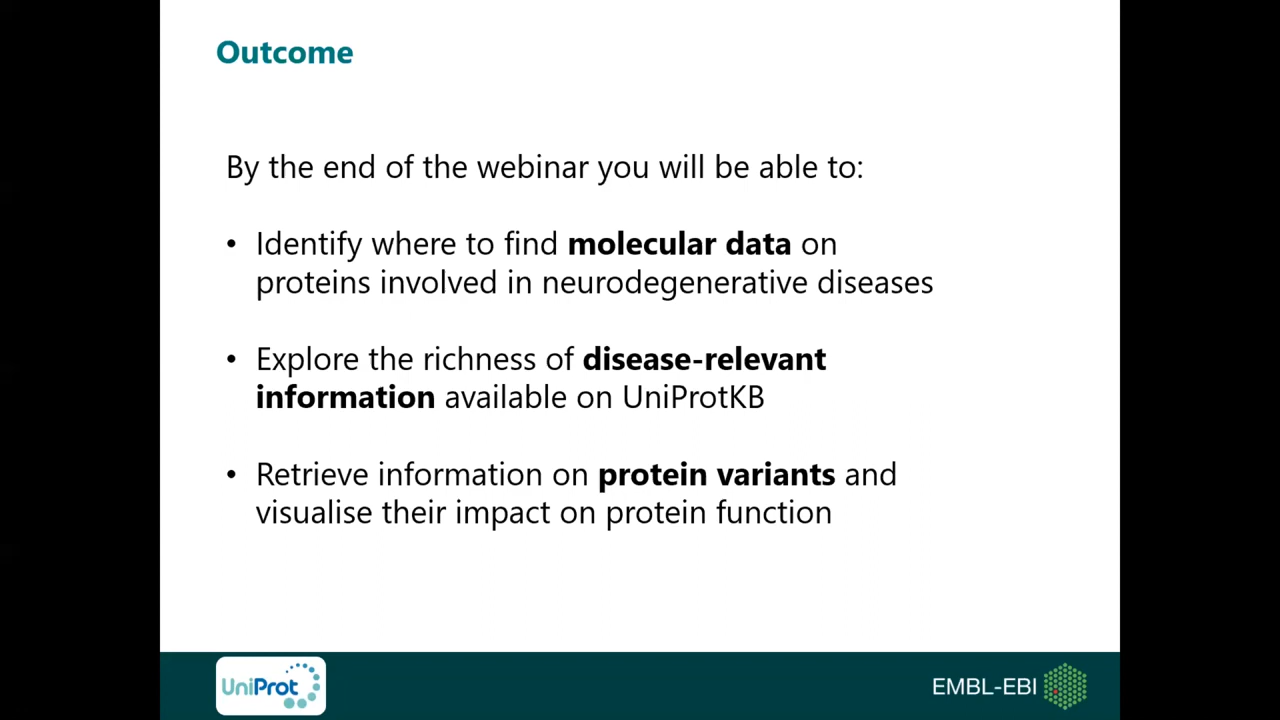 Outcome
By the end of the webinar you will be able to:
• Identify where to find molecular data on
proteins involved in neurodegenerative diseases
• Explore the richness of disease-relevant
information available on UniProtKB
• Retrieve information on protein variants and
visualise their impact on protein function
UniProt
EMBL-EBI